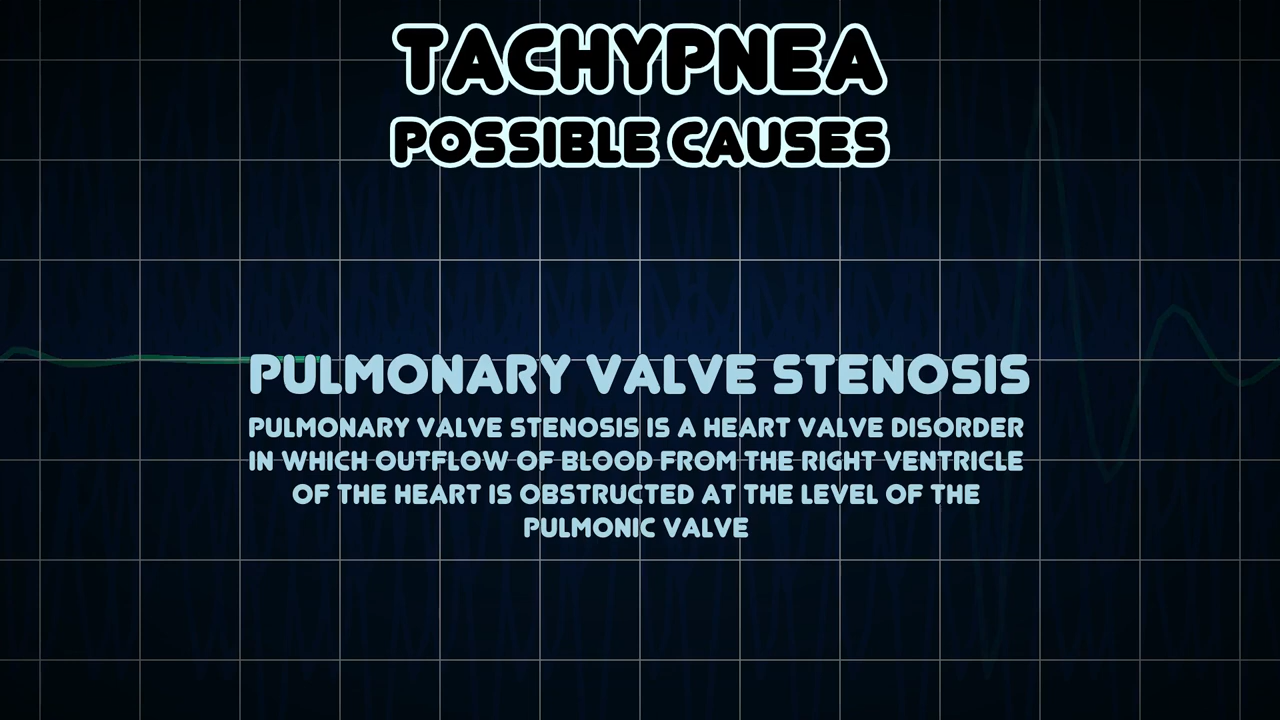 TACHYPNEA
POSSIBLE CAUSES
PULMONARY VALVE STENOSIS
PULMONARY VALVE STENOSIS IS A HEART VALVE DISORDER
IN WHICH OUTFLOW OF BLOOD FROM THE RIGHT VENTRICLE
OF THE HEART IS OBSTRUCTED AT THE LEVEL OF THE
PULMONIC VALVE